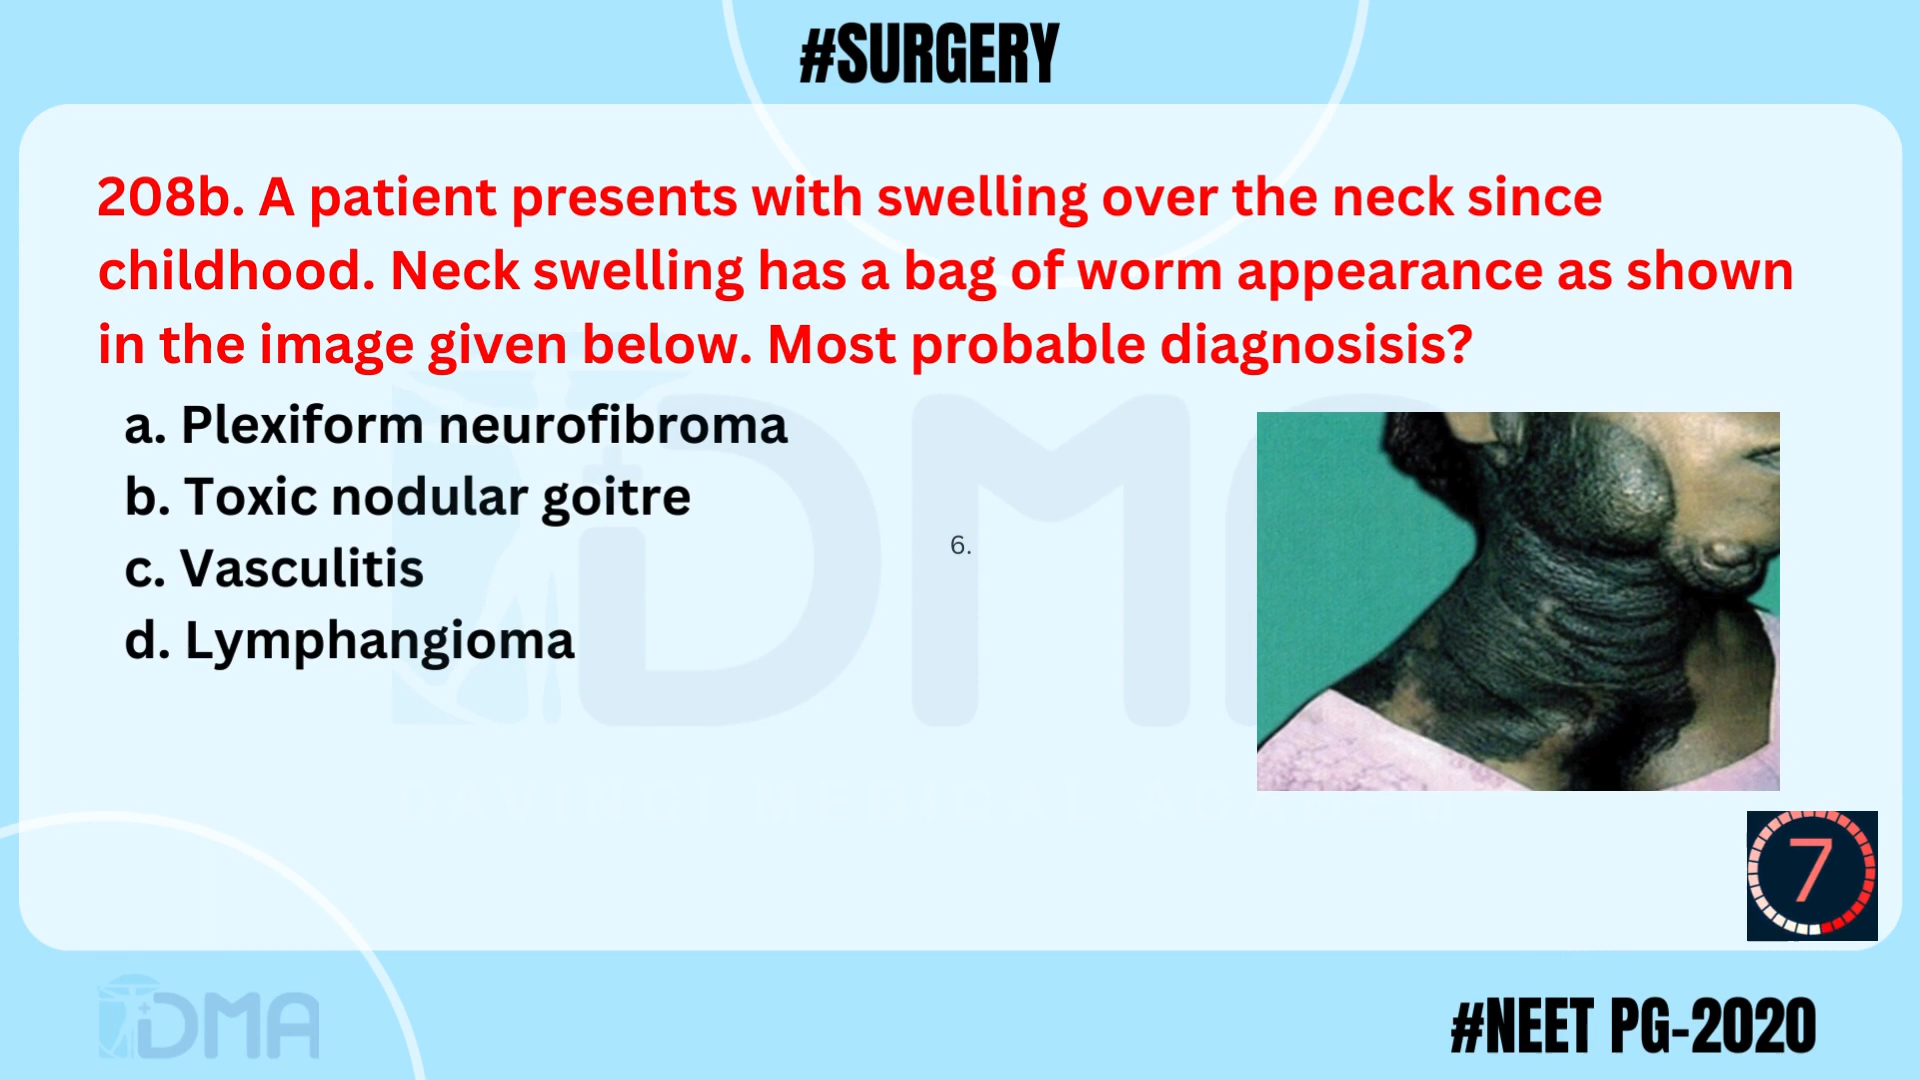 #SURGERY
208b. A patient presents with swelling over the neck since
childhood. Neck swelling has a bag of worm appearance as shown
in the image given below. Most probable diagnosisis?
a. Plexiform neurofibroma
b. Toxic nodular goitre
c. Vasculitis
d. Lymphangioma
6.
DMA
7
DMA
#NEET PG-2020